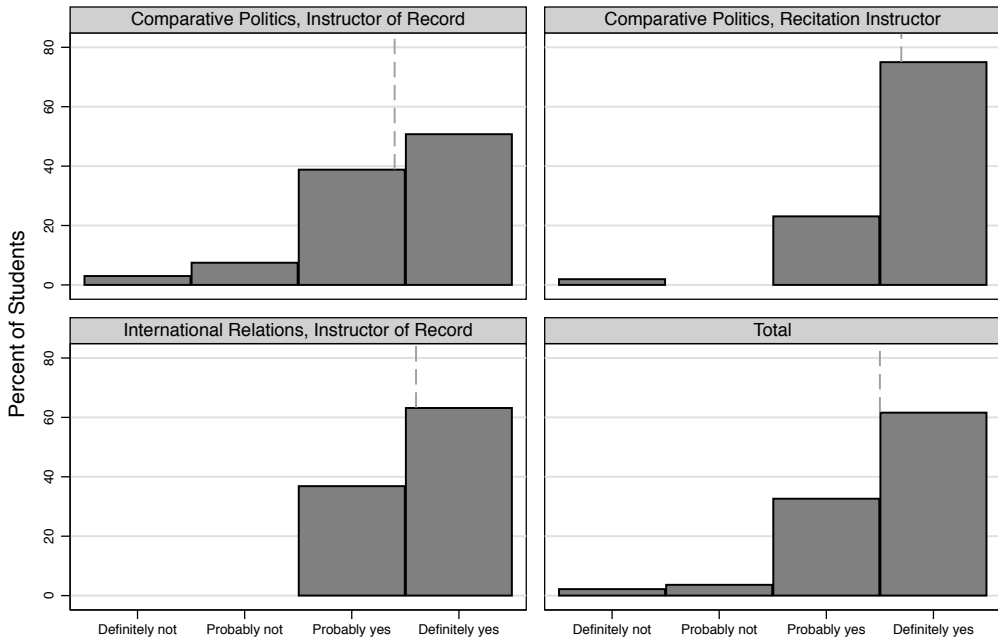 Comparative Politics, Instructor of Record
Comparative Politics, Recitation Instructor
80
60
40
20
0
International Relations, Instructor of Record
Total
80
60
40
20
0
Percent of Students
Definitely not Probably not Probably yes Definitely yes
Definitely not Probably not Probably yes Definitely yes